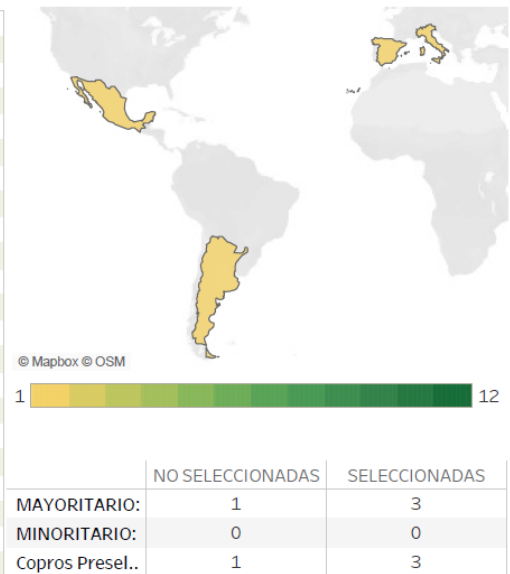 © Mapbox © OSM
1 12
NO SELECCIONADAS SELECCIONADAS
MAYORITARIO: 1 3
MINORITARIO: 0 0
Copros Presel.. 1 3